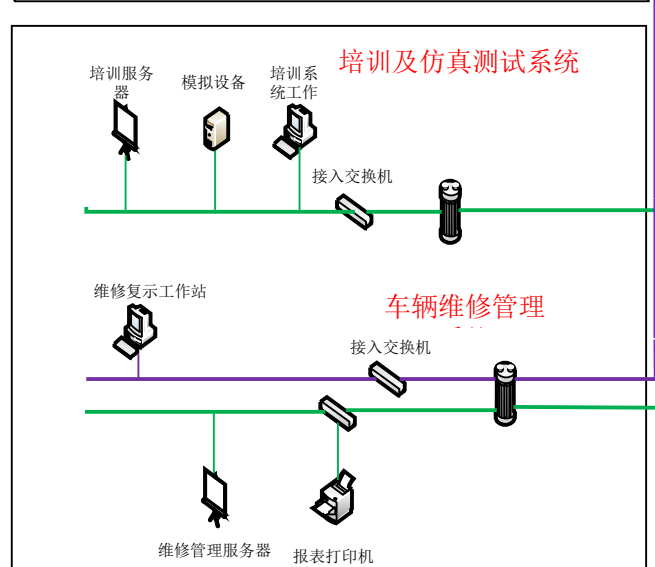 培训及仿真测试系统
培训服务
器
模拟设备
培训系
统工作
接入交换机
维修复示工作站
车辆维修管理
接入交换机
维修管理服务器
报表打印机